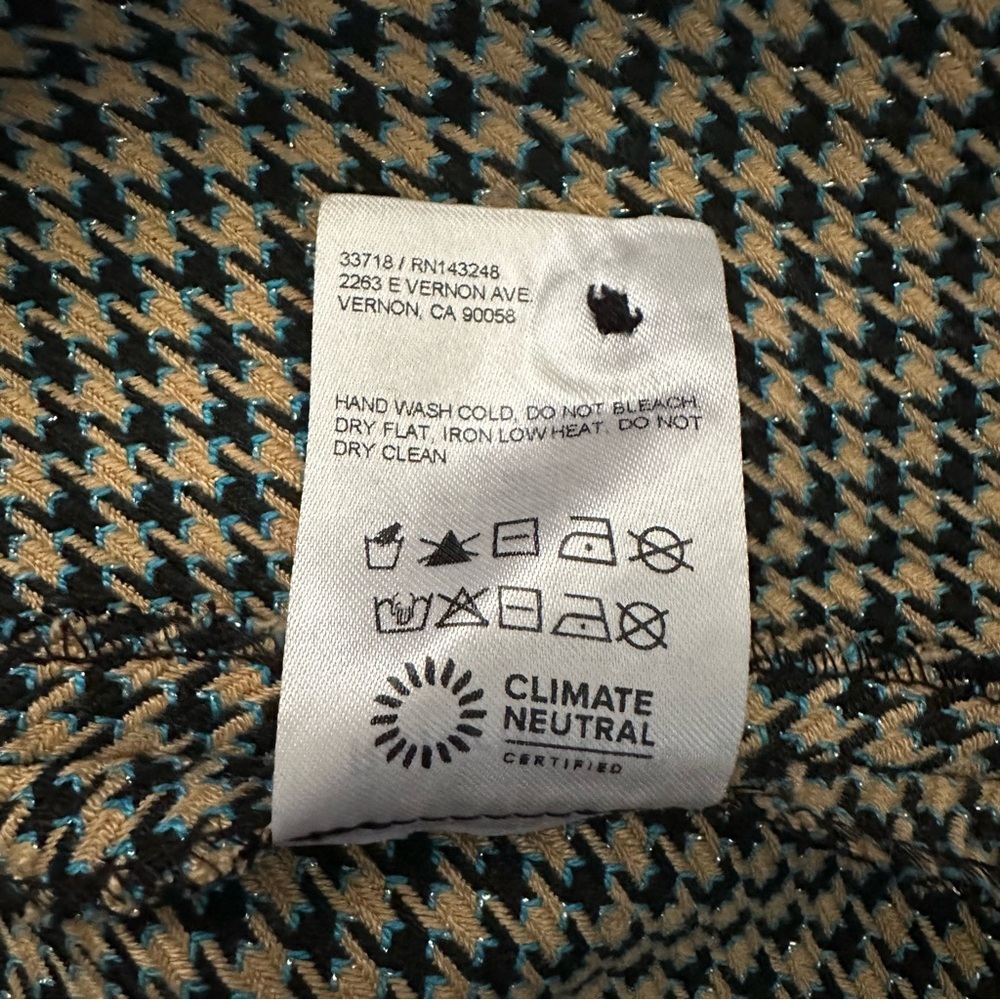 33718 / RN143248
2263 E VERNON AVE.
VERNON, CA 90058
HAND WASH COLD, DO NOT BLEACH,
DRY FLAT, IRON LOW HEAT. DO NOT
DRY CLEAN
CLIMATE
NEUTRAL
CERTIFIED